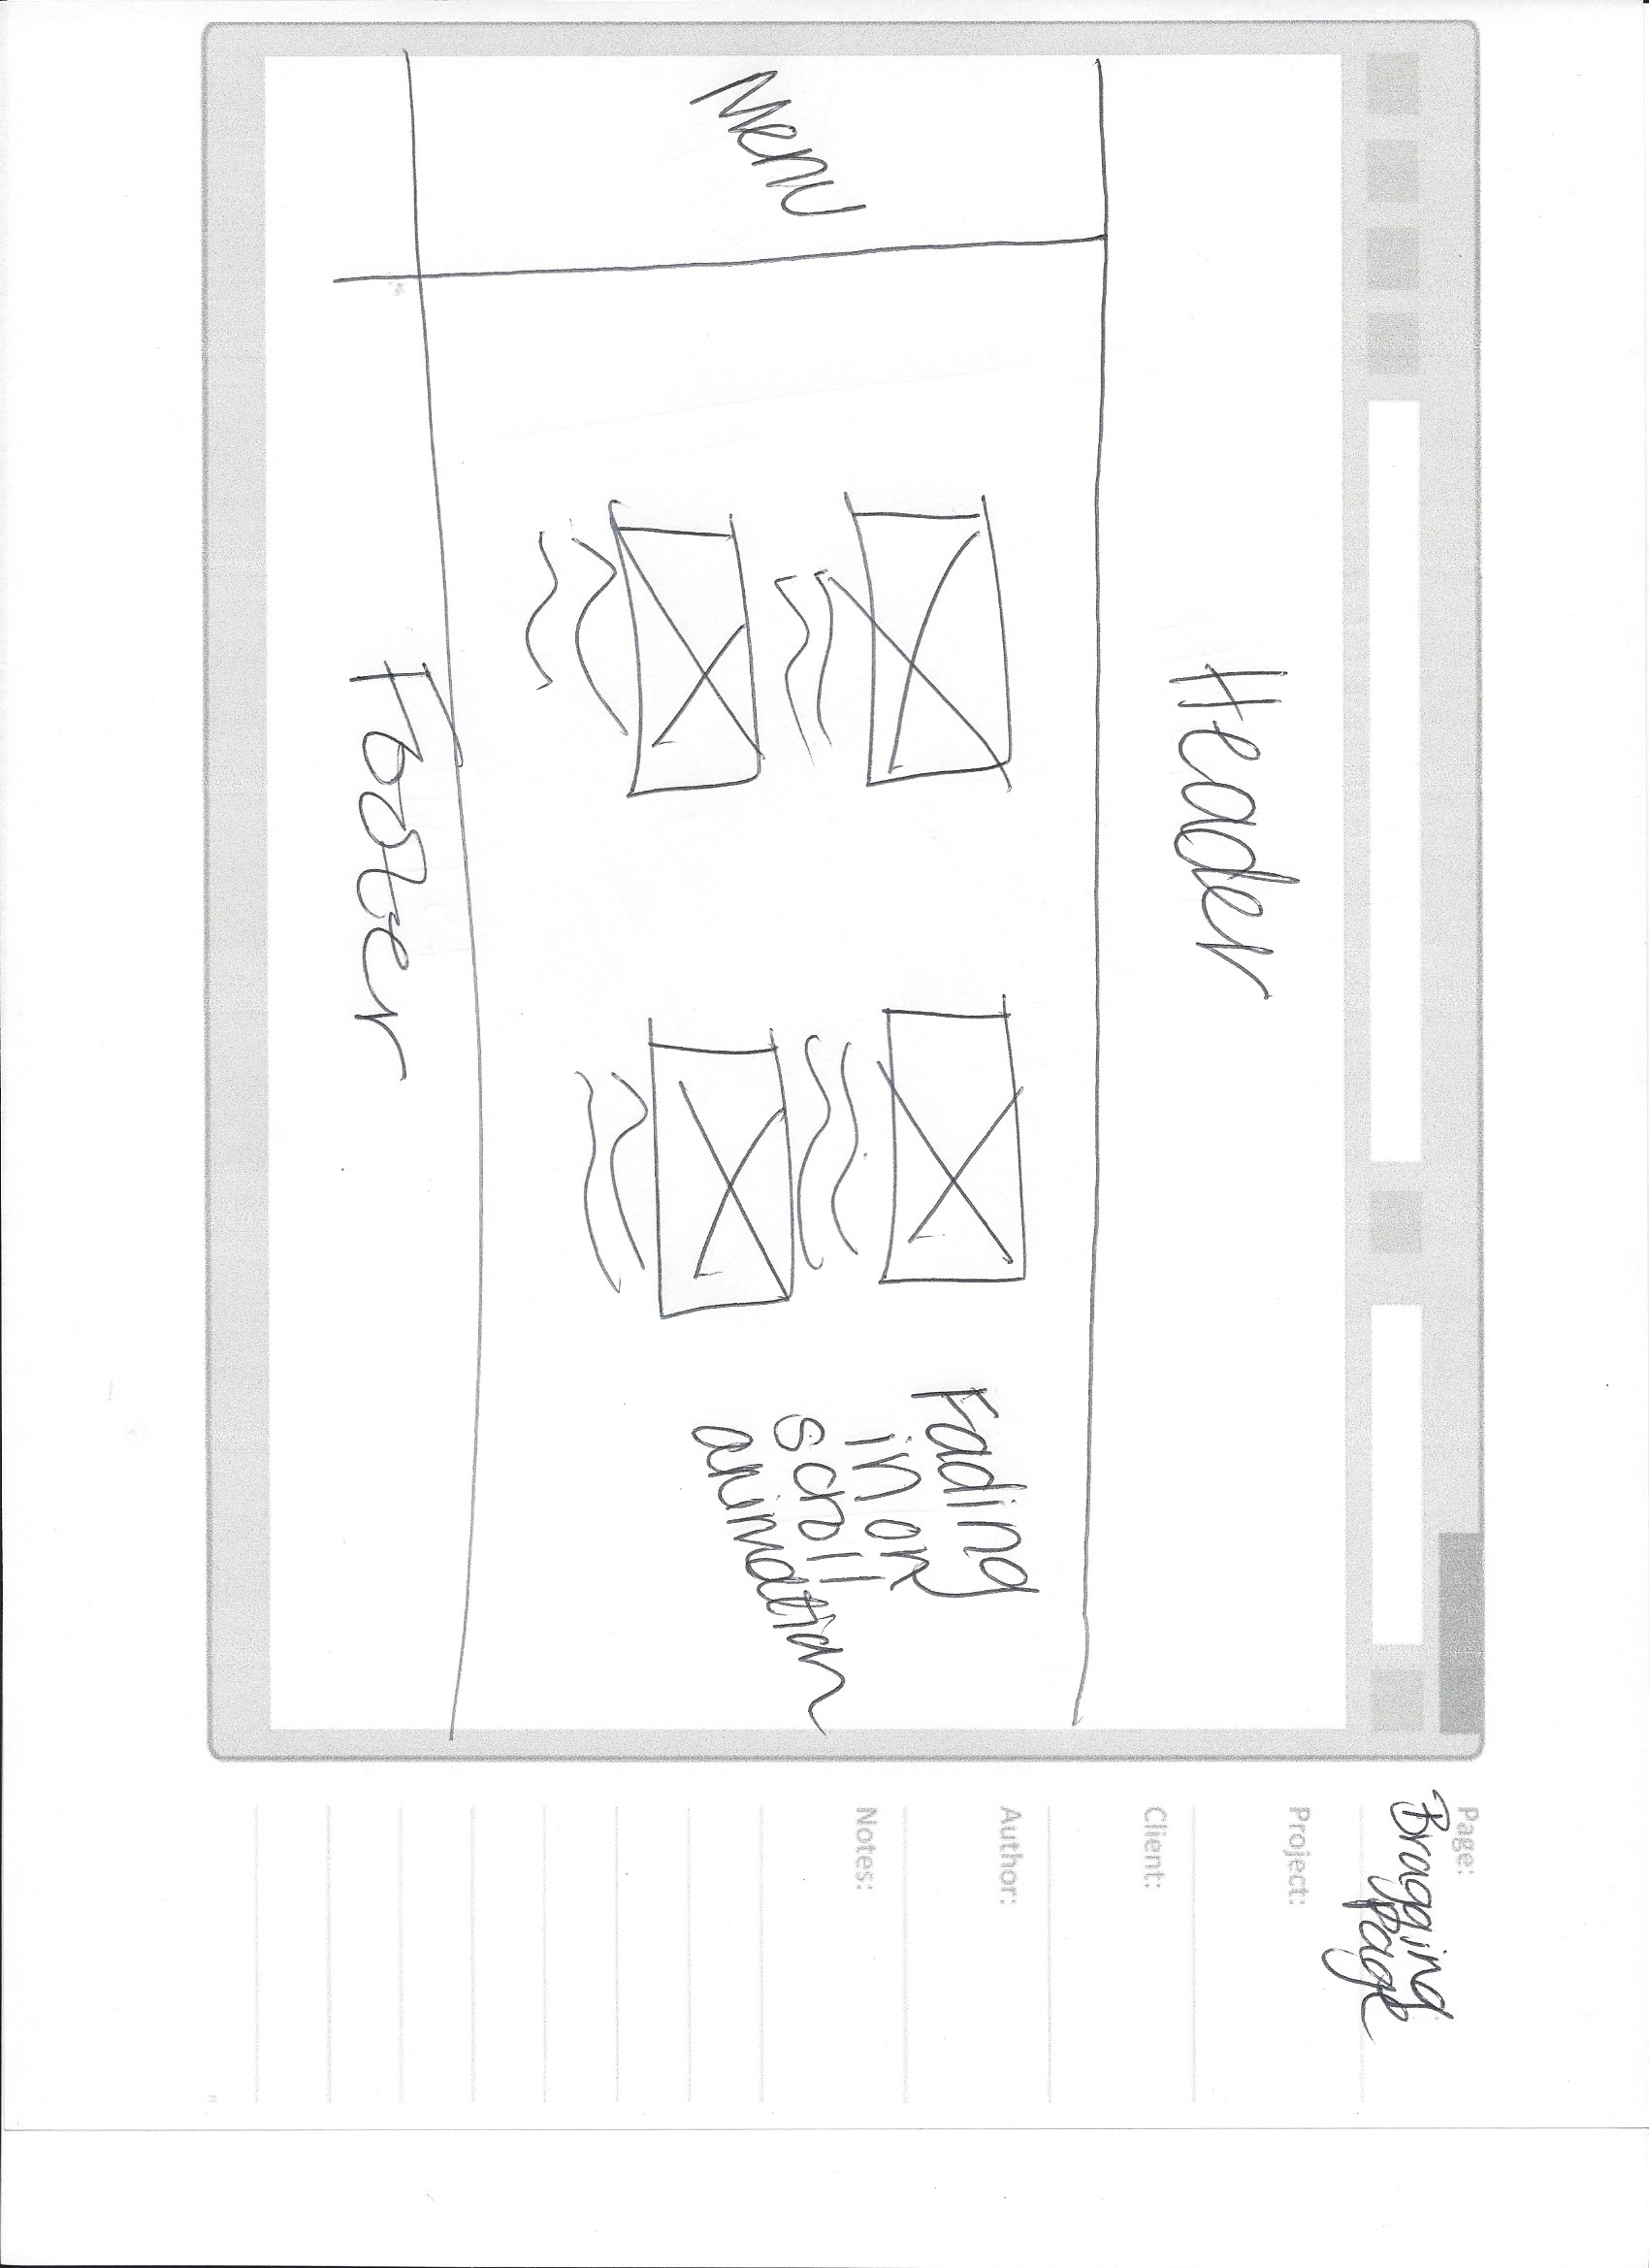 Header
Menu
Fading
in on
scroll
animation
Footer
Page:
Bragging
Page
Project:
Client:
Author:
Notes: